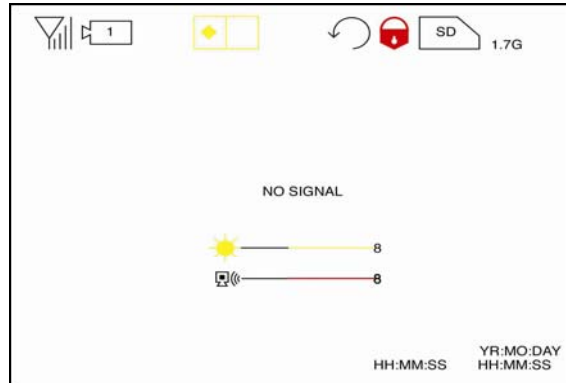 1 SD 1.7G
NO SIGNAL
8
8
YR:MO:DAY
HH:MM:SS HH:MM:SS